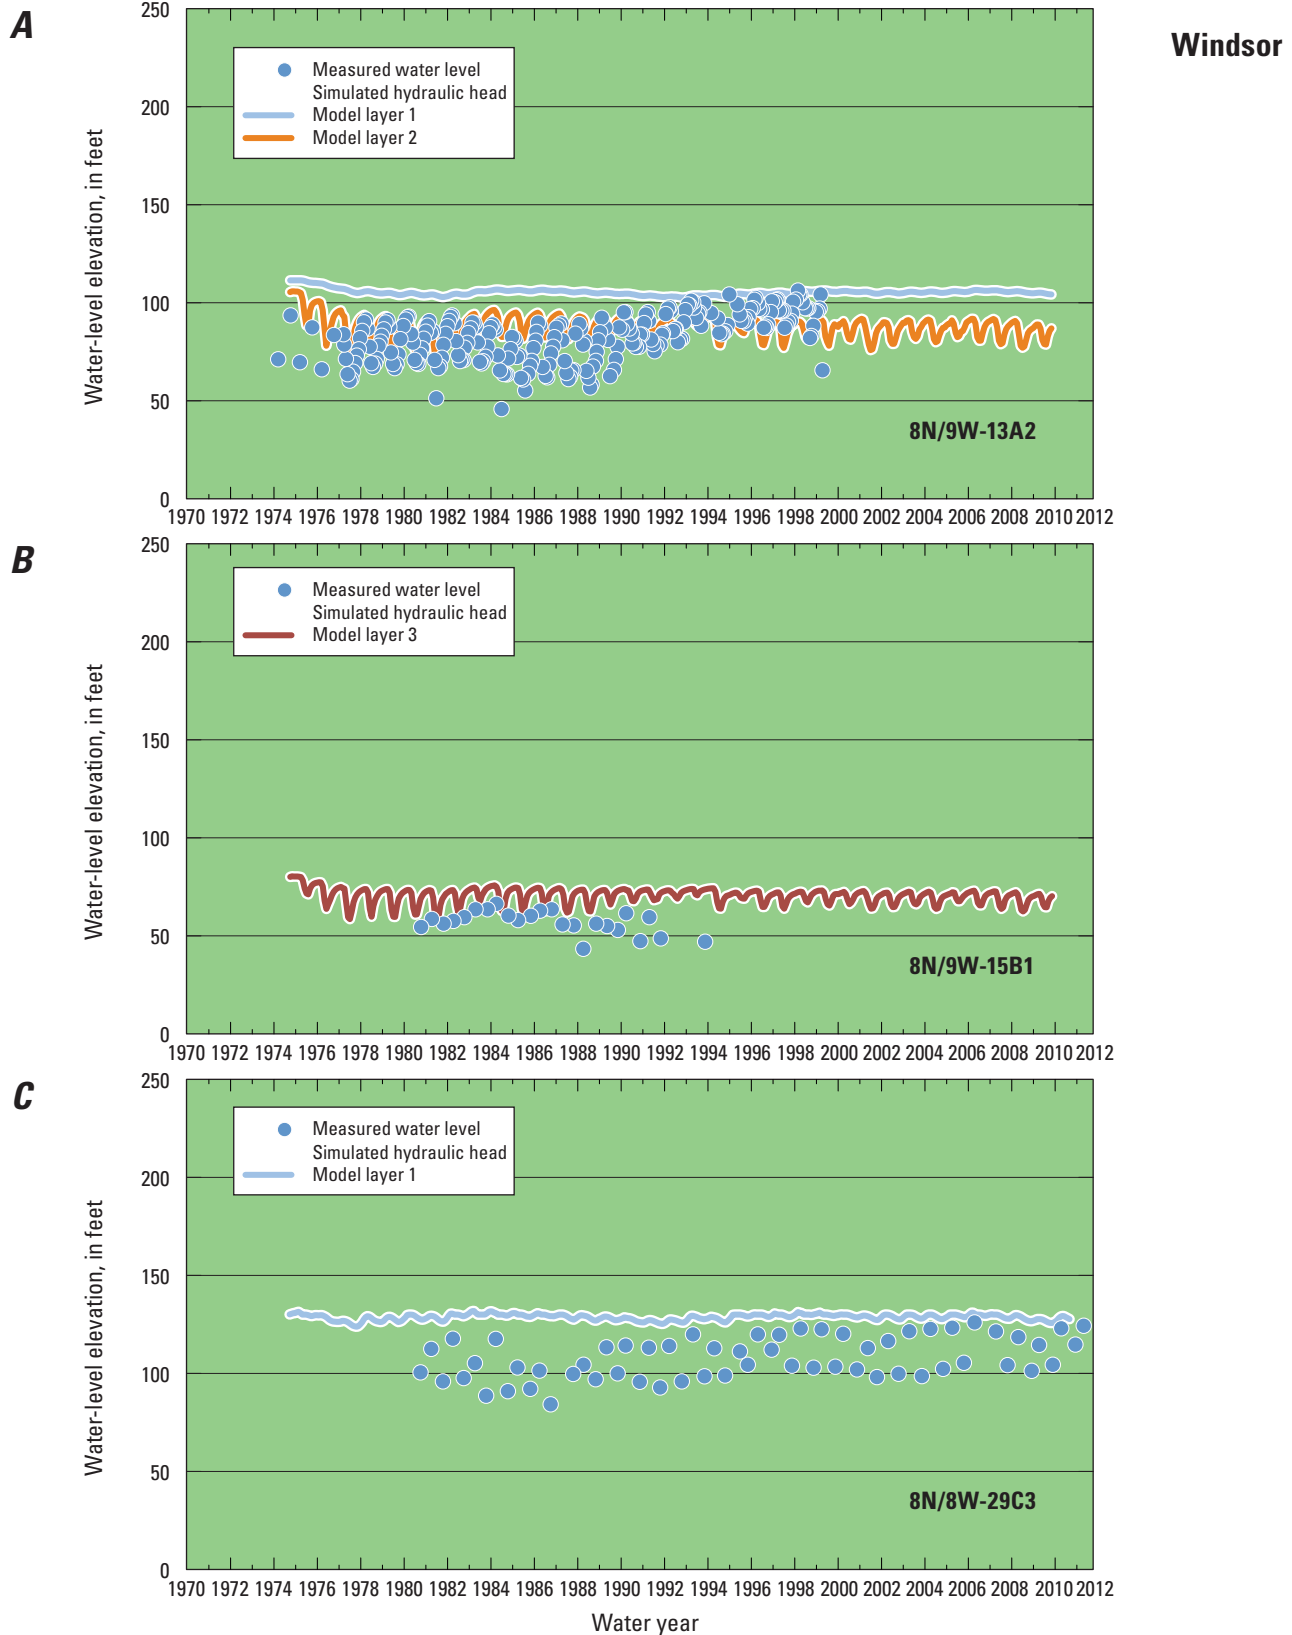 A
Windsor
Water-level elevation, in feet
250
200
150
100
50
0
Measured water level
Simulated hydraulic head
Model layer 1
Model layer 2
8N/9W-13A2
1970 1972 1974 1976 1978 1980 1982 1984 1986 1988 1990 1992 1994 1996 1998 2000 2002 2004 2006 2008 2010 2012
B
Water-level elevation, in feet
250
200
150
100
50
0
Measured water level
Simulated hydraulic head
Model layer 3
8N/9W-15B1
1970 1972 1974 1976 1978 1980 1982 1984 1986 1988 1990 1992 1994 1996 1998 2000 2002 2004 2006 2008 2010 2012
C
Water-level elevation, in feet
250
200
150
100
50
0
Measured water level
Simulated hydraulic head
Model layer 1
8N/8W-29C3
1970 1972 1974 1976 1978 1980 1982 1984 1986 1988 1990 1992 1994 1996 1998 2000 2002 2004 2006 2008 2010 2012
Water year